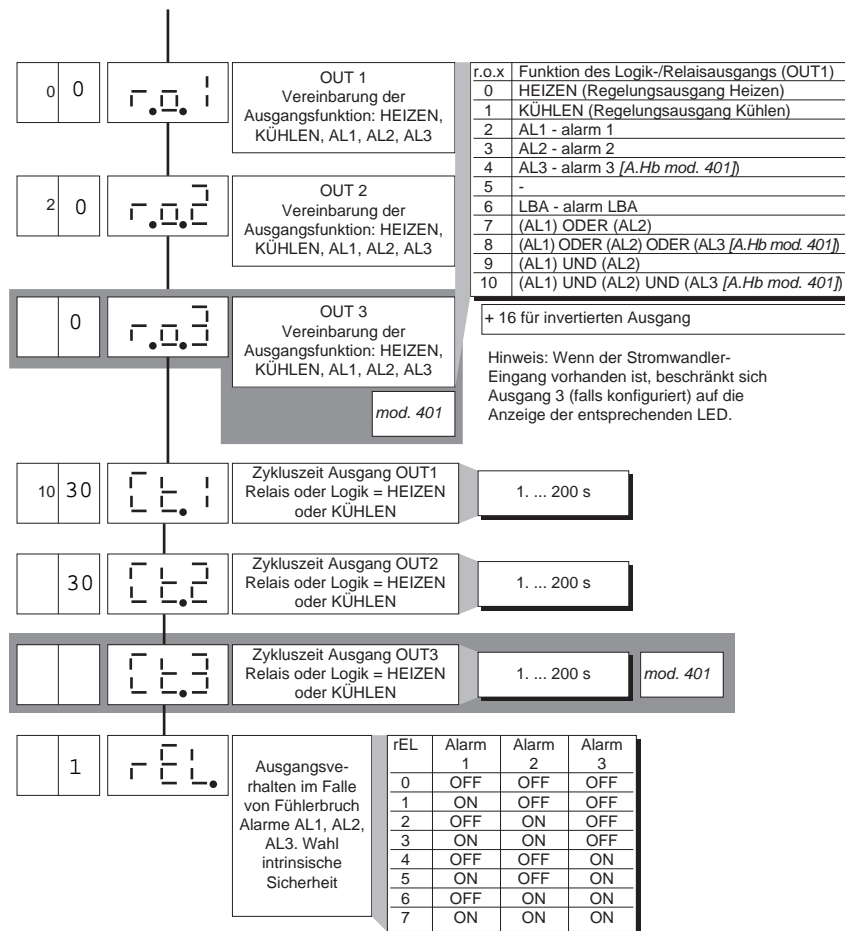 0 0
r.o.1
OUT 1
Vereinbarung der
Ausgangsfunktion: HEIZEN,
KÜHLEN, AL1, AL2, AL3
r.o.x Funktion des Logik-/Relaisausgangs (OUT1)
0 HEIZEN (Regelungsausgang Heizen)
1 KÜHLEN (Regelungsausgang Kühlen)
2 AL1 - alarm 1
3 AL2 - alarm 2
4 AL3 - alarm 3 [A.Hb mod. 401])
5 -
6 LBA - alarm LBA
7 (AL1) ODER (AL2)
8 (AL1) ODER (AL2) ODER (AL3 [A.Hb mod. 401])
9 (AL1) UND (AL2)
10 (AL1) UND (AL2) UND (AL3 [A.Hb mod. 401])
+ 16 für invertierten Ausgang
Hinweis: Wenn der Stromwandler-
Eingang vorhanden ist, beschränkt sich
Ausgang 3 (falls konfiguriert) auf die
Anzeige der entsprechenden LED.
2 0
r.o.2
OUT 2
Vereinbarung der
Ausgangsfunktion: HEIZEN,
KÜHLEN, AL1, AL2, AL3
0
r.o.3
OUT 3
Vereinbarung der
Ausgangsfunktion: HEIZEN,
KÜHLEN, AL1, AL2, AL3
mod. 401
10 30
Ct.1
Zykluszeit Ausgang OUT1
Relais oder Logik = HEIZEN
oder KÜHLEN
1. ... 200 s
30
Ct.2
Zykluszeit Ausgang OUT2
Relais oder Logik = HEIZEN
oder KÜHLEN
1. ... 200 s
Ct.3
Zykluszeit Ausgang OUT3
Relais oder Logik = HEIZEN
oder KÜHLEN
1. ... 200 s
mod. 401
1
rEL.
Ausgangsve-
rhalten im Falle
von Fühlerbruch
Alarme AL1, AL2,
AL3. Wahl
intrinsische
Sicherheit
rEL Alarm Alarm Alarm
1 2 3
0 OFF OFF OFF
1 ON OFF OFF
2 OFF ON OFF
3 ON ON OFF
4 OFF OFF ON
5 ON OFF ON
6 OFF ON ON
7 ON ON ON